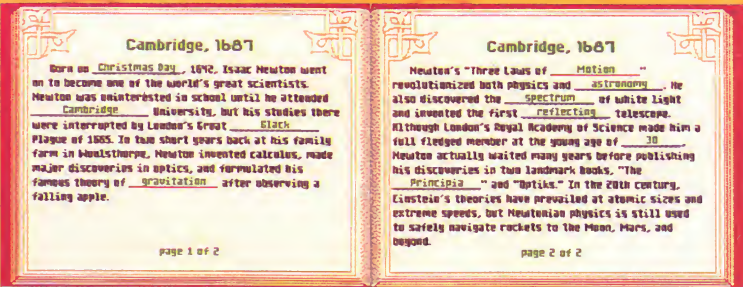 Cambridge, 1687
Born on Christmas Day, 1642, Isaac Newton went
on to become one of the world's great scientists.
Newton was uninterested in school until he attended
Cambridge University, but his studies there
were interrupted by London's Great Black
Plague of 1665. In two short years back at his family
farm in Woolsthorpe, Newton invented calculus, made
major discoveries in optics, and formulated his
famous theory of gravitation after observing a
falling apple.
page 1 of 2
Cambridge, 1687
Newton's "Three Laws of Motion"
revolutionized both physics and astronomy. He
also discovered the spectrum of white light
and invented the first reflecting telescope.
Although London's Royal Academy of Science made him a
full fledged member at the young age of 30,
Newton actually waited many years before publishing
his discoveries in two landmark books, "The
Principia" and "Optiks." In the 20th century,
Einstein's theories have prevailed at atomic sizes and
extreme speeds, but Newtonian physics is still used
to safely navigate rockets to the Moon, Mars, and
beyond.
page 2 of 2